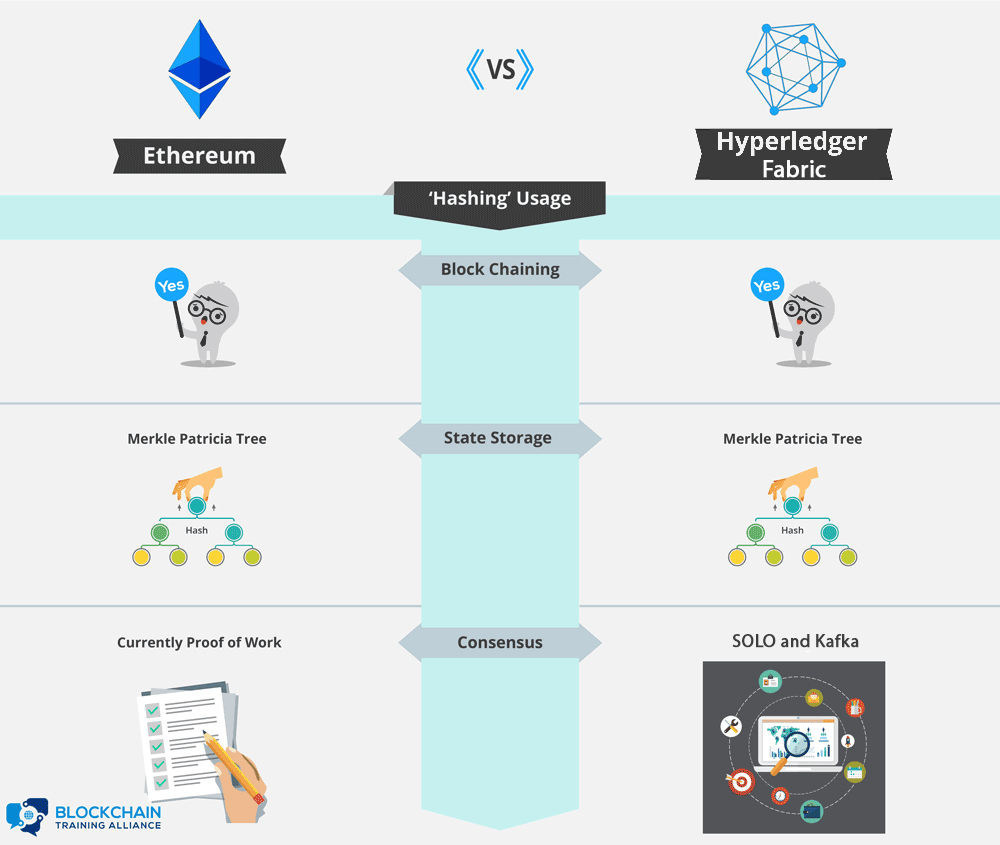 VS
Ethereum
Hyperledger
Fabric
‘Hashing’ Usage
Block Chaining
Yes
Yes
Merkle Patricia Tree
State Storage
Merkle Patricia Tree
Hash
Hash
Currently Proof of Work
Consensus
SOLO and Kafka
BLOCKCHAIN
TRAINING ALLIANCE